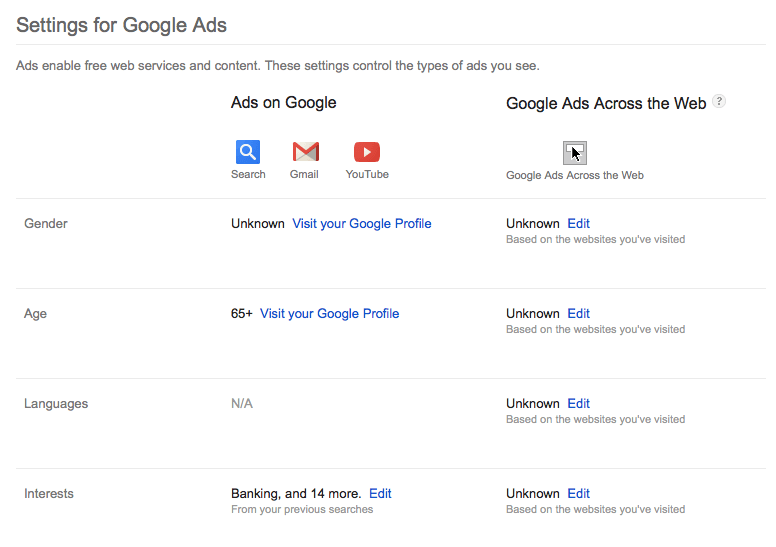 Settings for Google Ads
Ads enable free web services and content. These settings control the types of ads you see.
Ads on Google
Google Ads Across the Web ?
Search
Gmail
YouTube
Google Ads Across the Web
Gender
Unknown Visit your Google Profile
Unknown Edit
Based on the websites you've visited
Age
65+ Visit your Google Profile
Unknown Edit
Based on the websites you've visited
Languages
N/A
Unknown Edit
Based on the websites you've visited
Interests
Banking, and 14 more. Edit
From your previous searches
Unknown Edit
Based on the websites you've visited